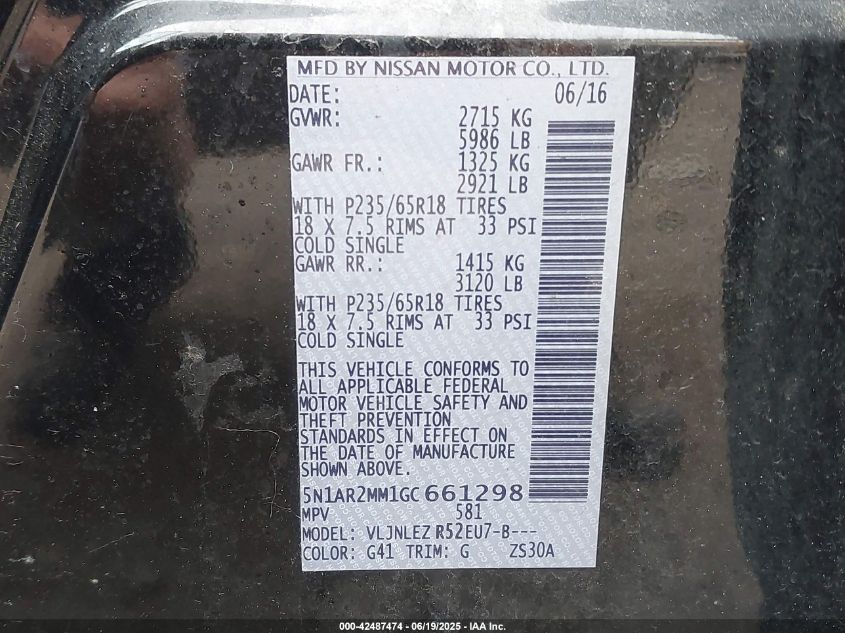 MFD BY NISSAN MOTOR CO., LTD.
DATE: 06/16
GVWR: 2715 KG
5986 LB
GAWR FR.: 1325 KG
2921 LB
WITH P235/65R18 TIRES
18 X 7.5 RIMS AT 33 PSI
COLD SINGLE
GAWR RR.: 1415 KG
3120 LB
WITH P235/65R18 TIRES
18 X 7.5 RIMS AT 33 PSI
COLD SINGLE
THIS VEHICLE CONFORMS TO
ALL APPLICABLE FEDERAL
MOTOR VEHICLE SAFETY AND
THEFT PREVENTION
STANDARDS IN EFFECT ON
THE DATE OF MANUFACTURE
SHOWN ABOVE.
5N1AR2MM1GC661298
MPV 581
MODEL: VLJNLEZ R52EU7-B---
COLOR: G41 TRIM: G ZS30A
000-42487474 - 06/19/2025 - IAA Inc.